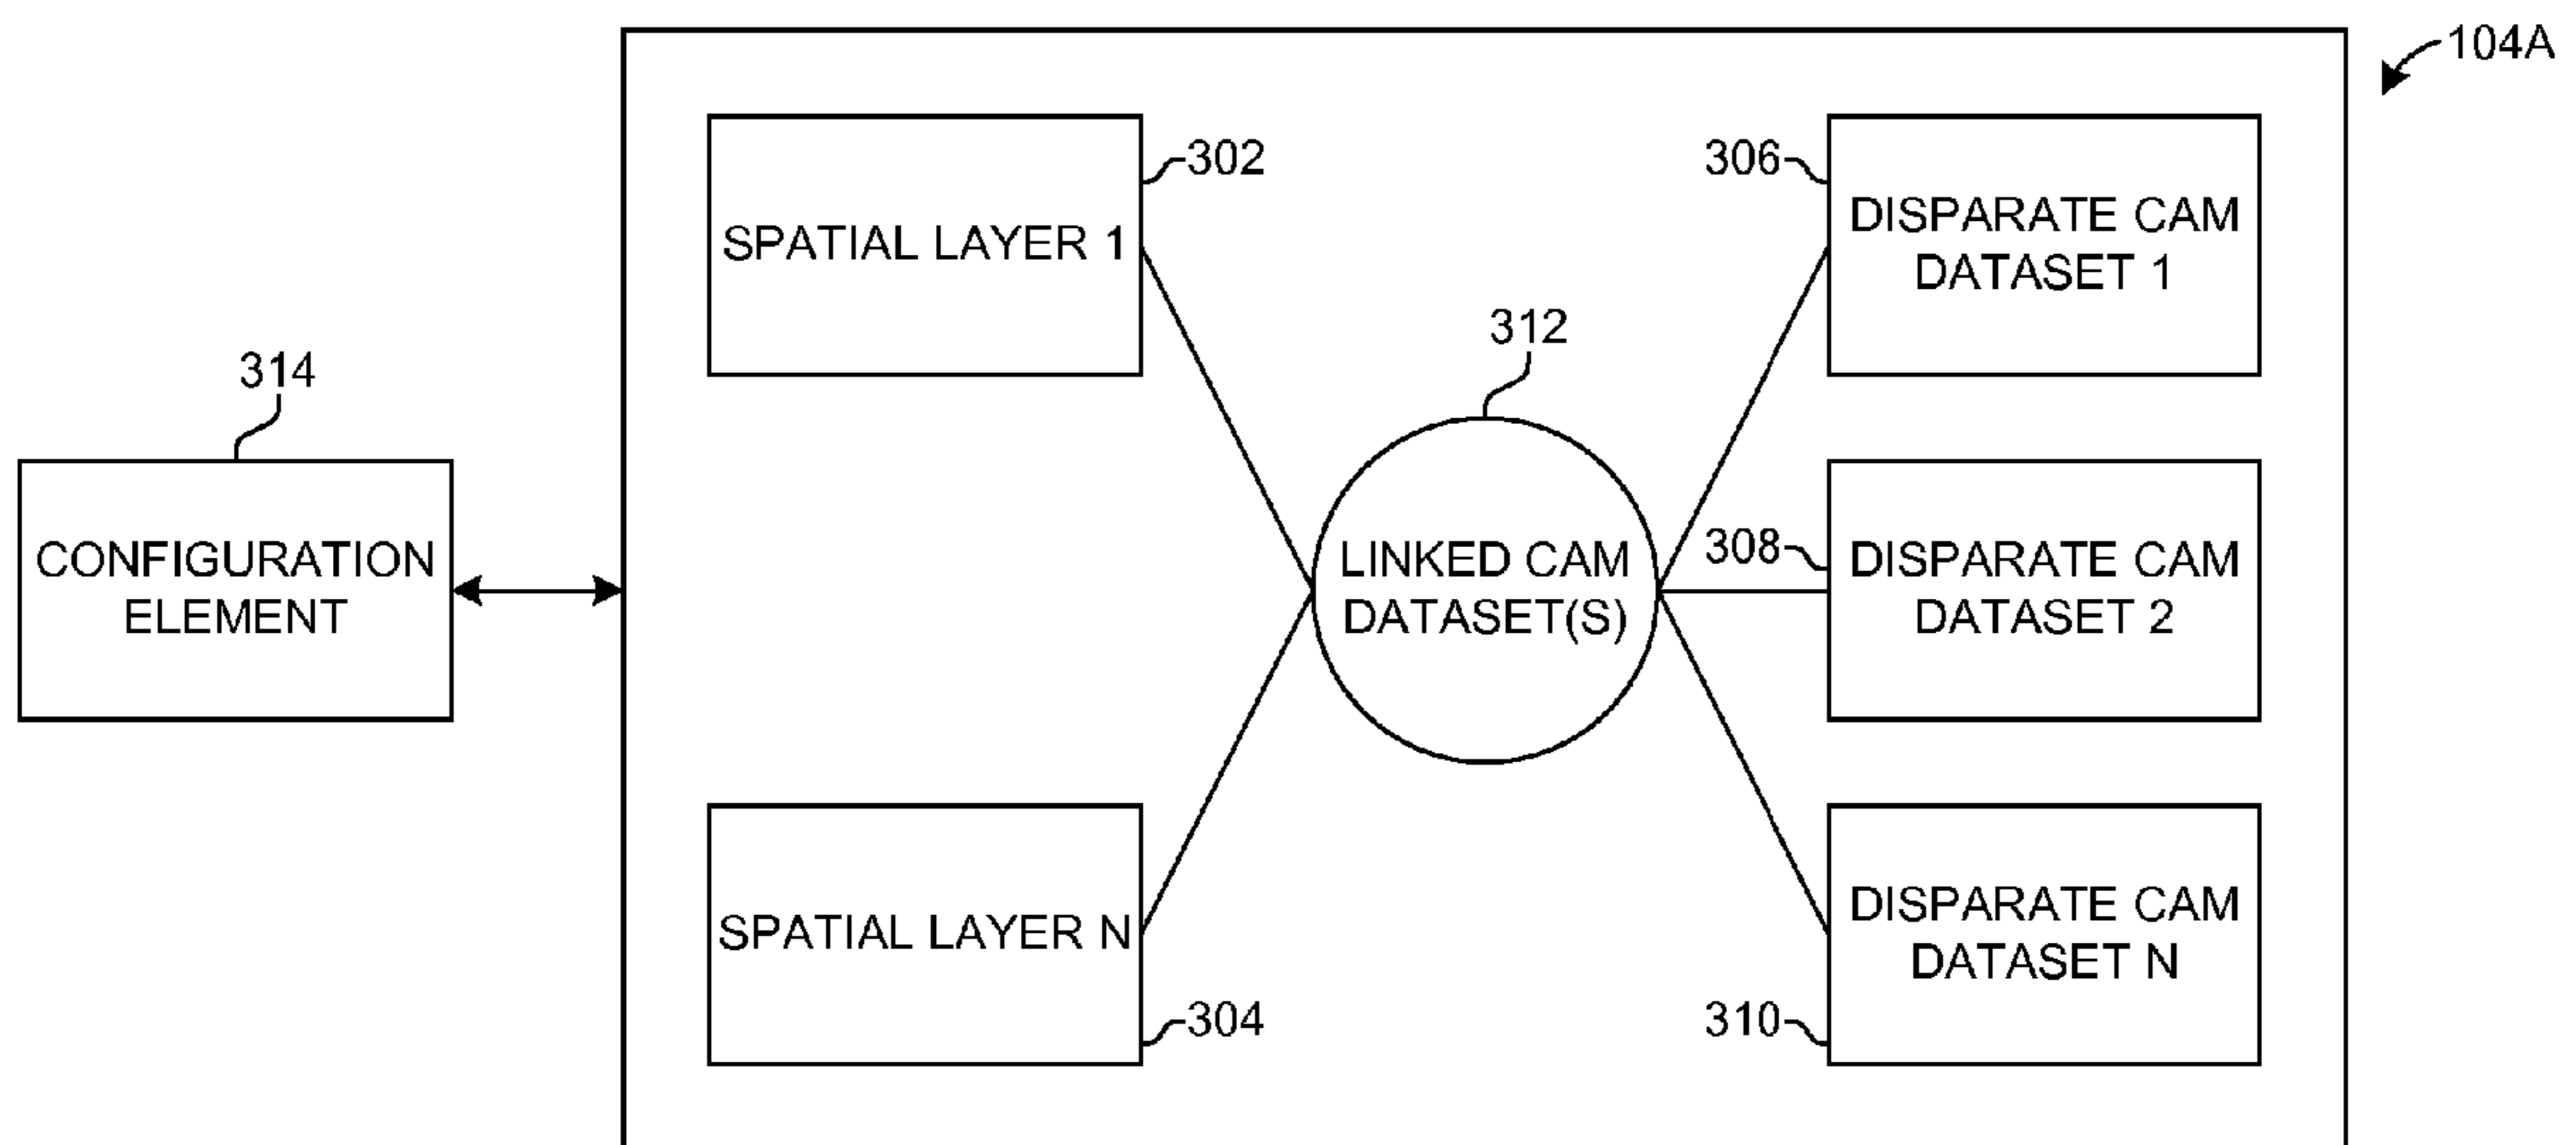 104A
302
SPATIAL LAYER 1
306
DISPARATE CAM
DATASET 1
312
314
CONFIGURATION
ELEMENT
LINKED CAM
DATASET(S)
308
DISPARATE CAM
DATASET 2
SPATIAL LAYER N
304
DISPARATE CAM
DATASET N
310